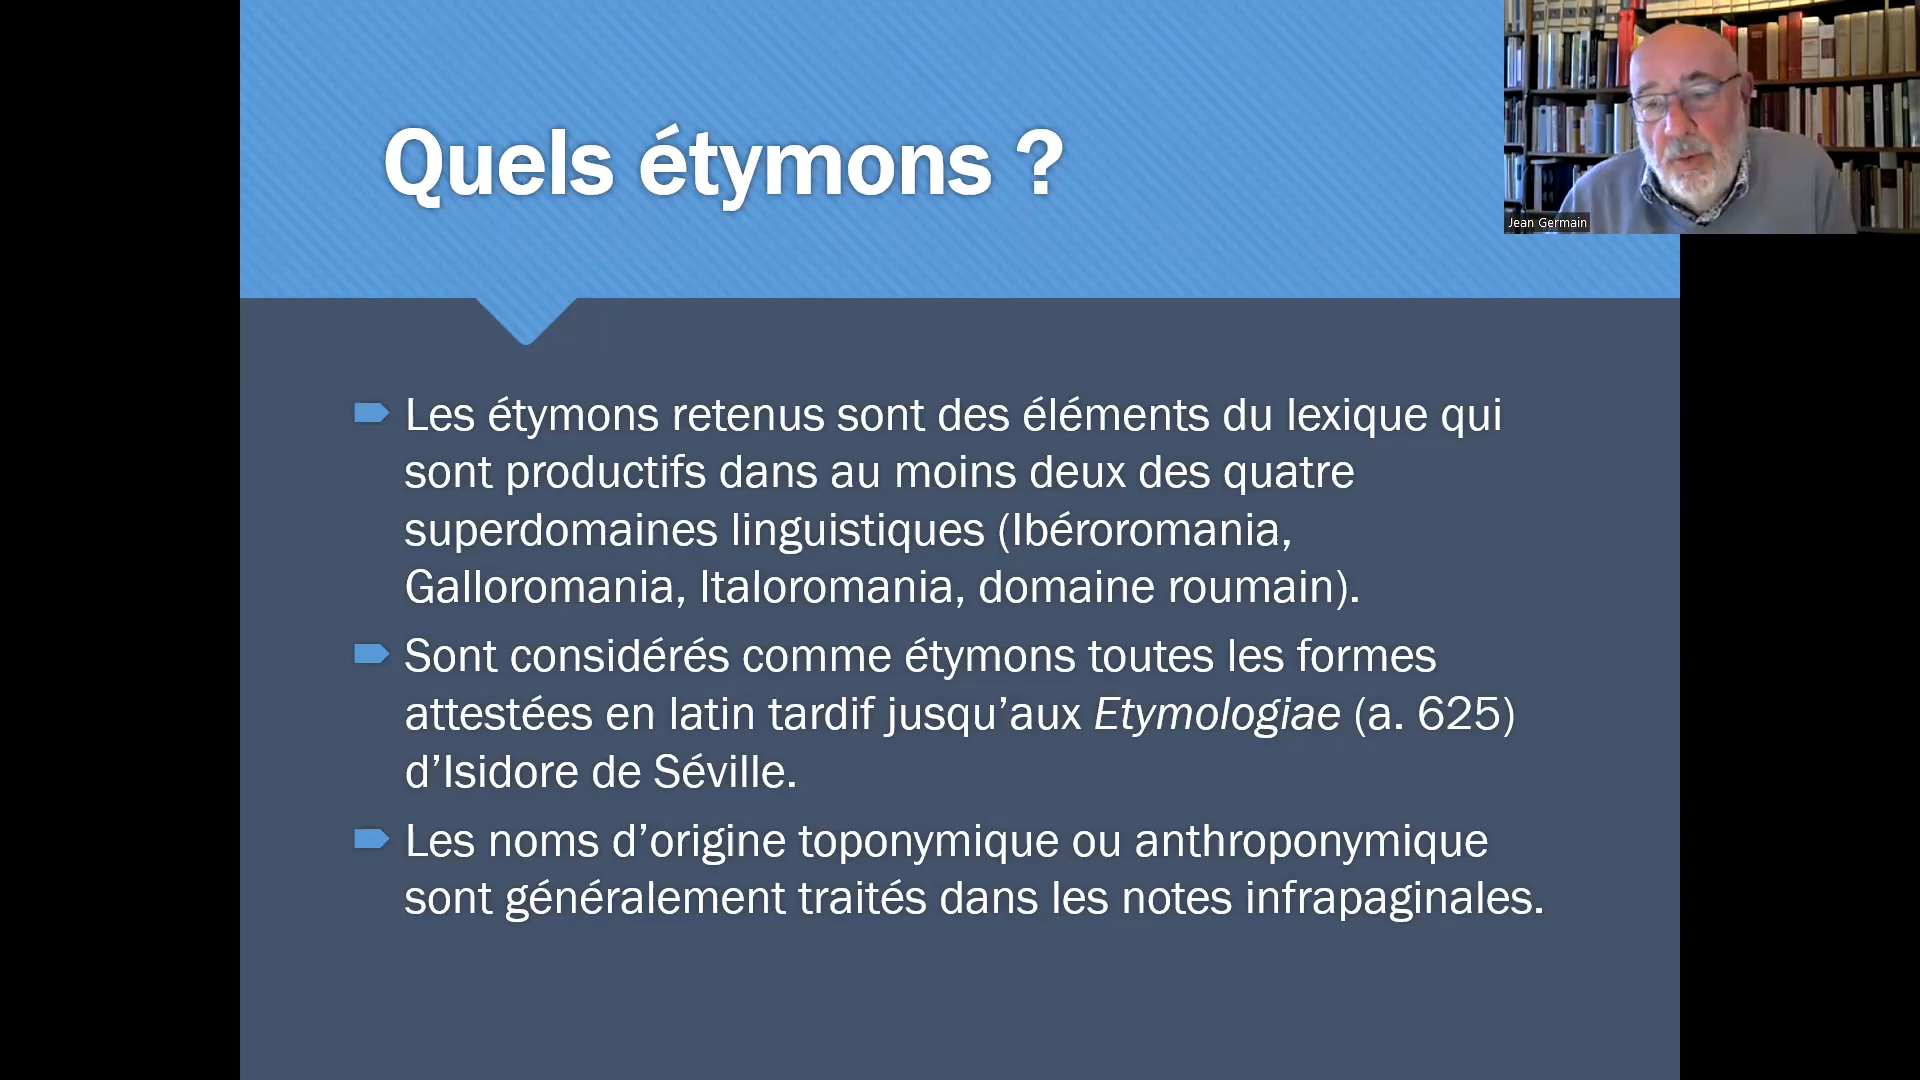 Quels étymons ?
Jean Germain
Les étymons retenus sont des éléments du lexique qui
sont productifs dans au moins deux des quatre
superdomaines linguistiques (Ibéroromania,
Galloromania, Italoromania, domaine roumain).
Sont considérés comme étymons toutes les formes
attestées en latin tardif jusqu’aux Etymologiae (a. 625)
d’Isidore de Séville.
Les noms d’origine toponymique ou anthroponymique
sont généralement traités dans les notes infrapaginales.